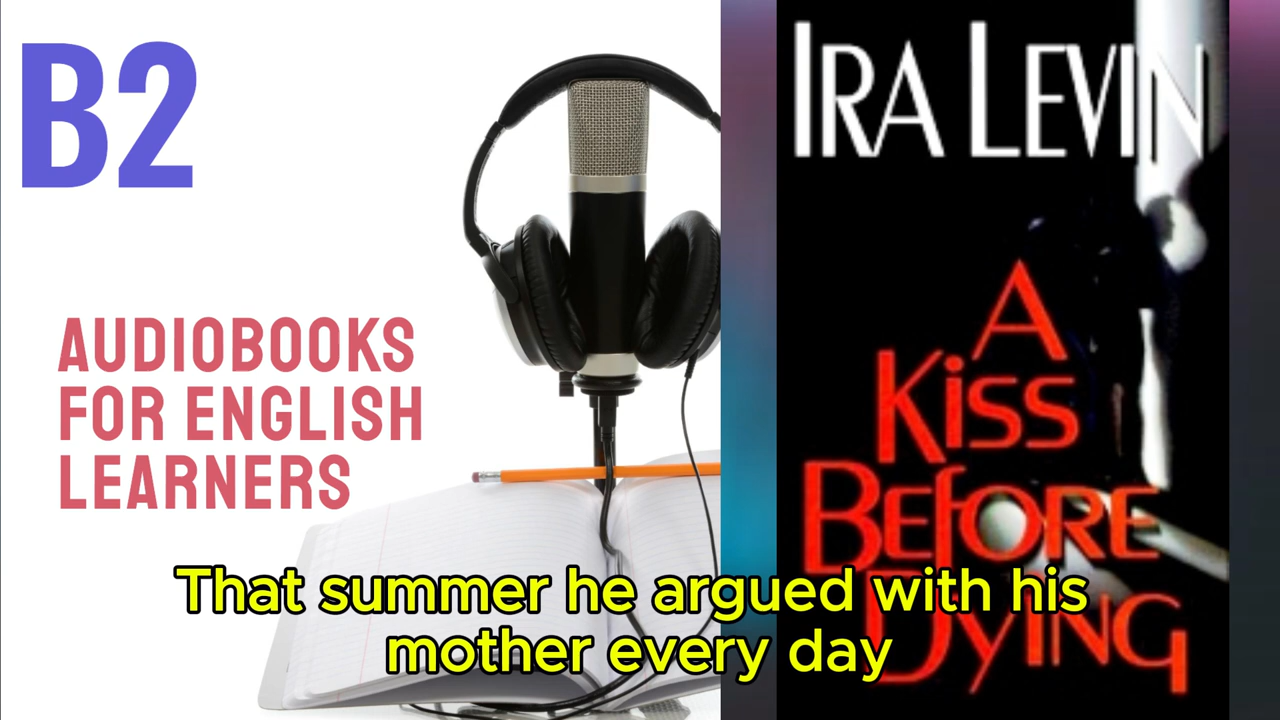 B2
AUDIOBOOKS
FOR ENGLISH
LEARNERS
IRA LEVIN
A
KISS
BEFORE
DYING
That summer he argued with his
mother every day